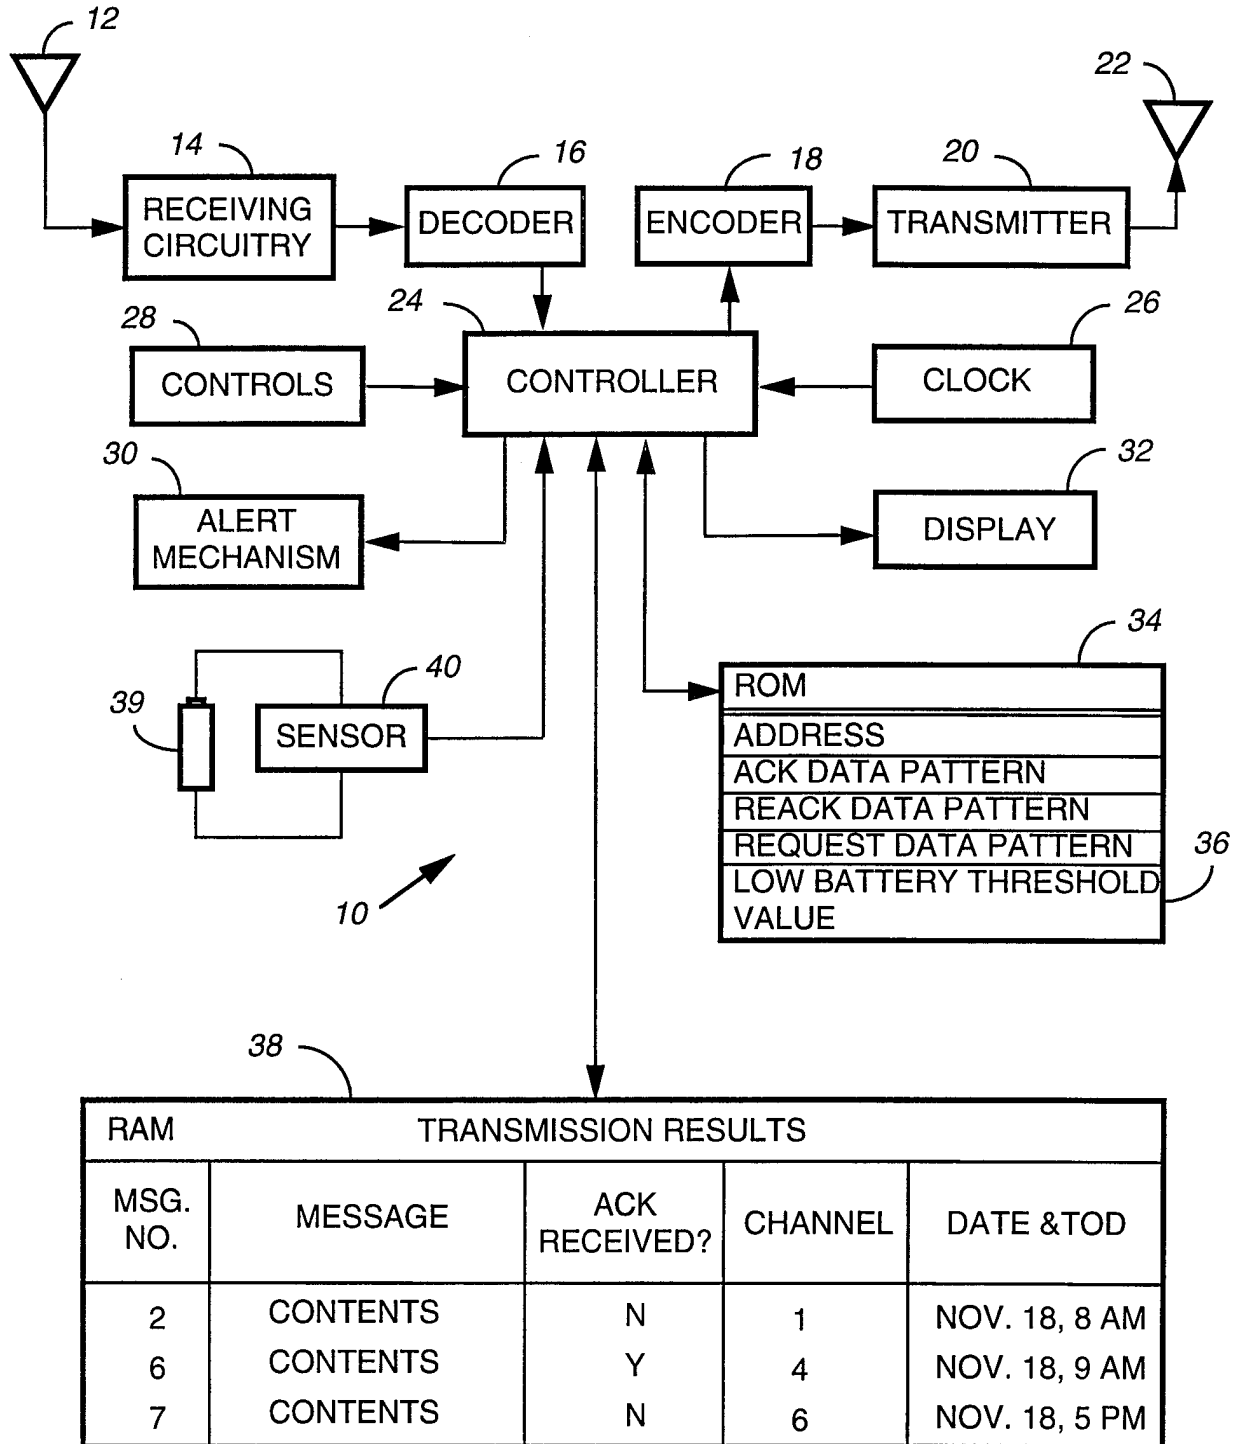 12
22
14
16
18
20
RECEIVING
CIRCUITRY
DECODER
ENCODER
TRANSMITTER
24
28
26
CONTROLS
CONTROLLER
CLOCK
30
32
ALERT
MECHANISM
DISPLAY
34
40
39
SENSOR
ROM
ADDRESS
ACK DATA PATTERN
REACK DATA PATTERN
REQUEST DATA PATTERN
36
LOW BATTERY THRESHOLD
VALUE
10
38
RAM TRANSMISSION RESULTS
MSG.
NO.
MESSAGE
ACK
RECEIVED?
CHANNEL
DATE &TOD
2 CONTENTS N 1 NOV. 18, 8 AM
6 CONTENTS Y 4 NOV. 18, 9 AM
7 CONTENTS N 6 NOV. 18, 5 PM